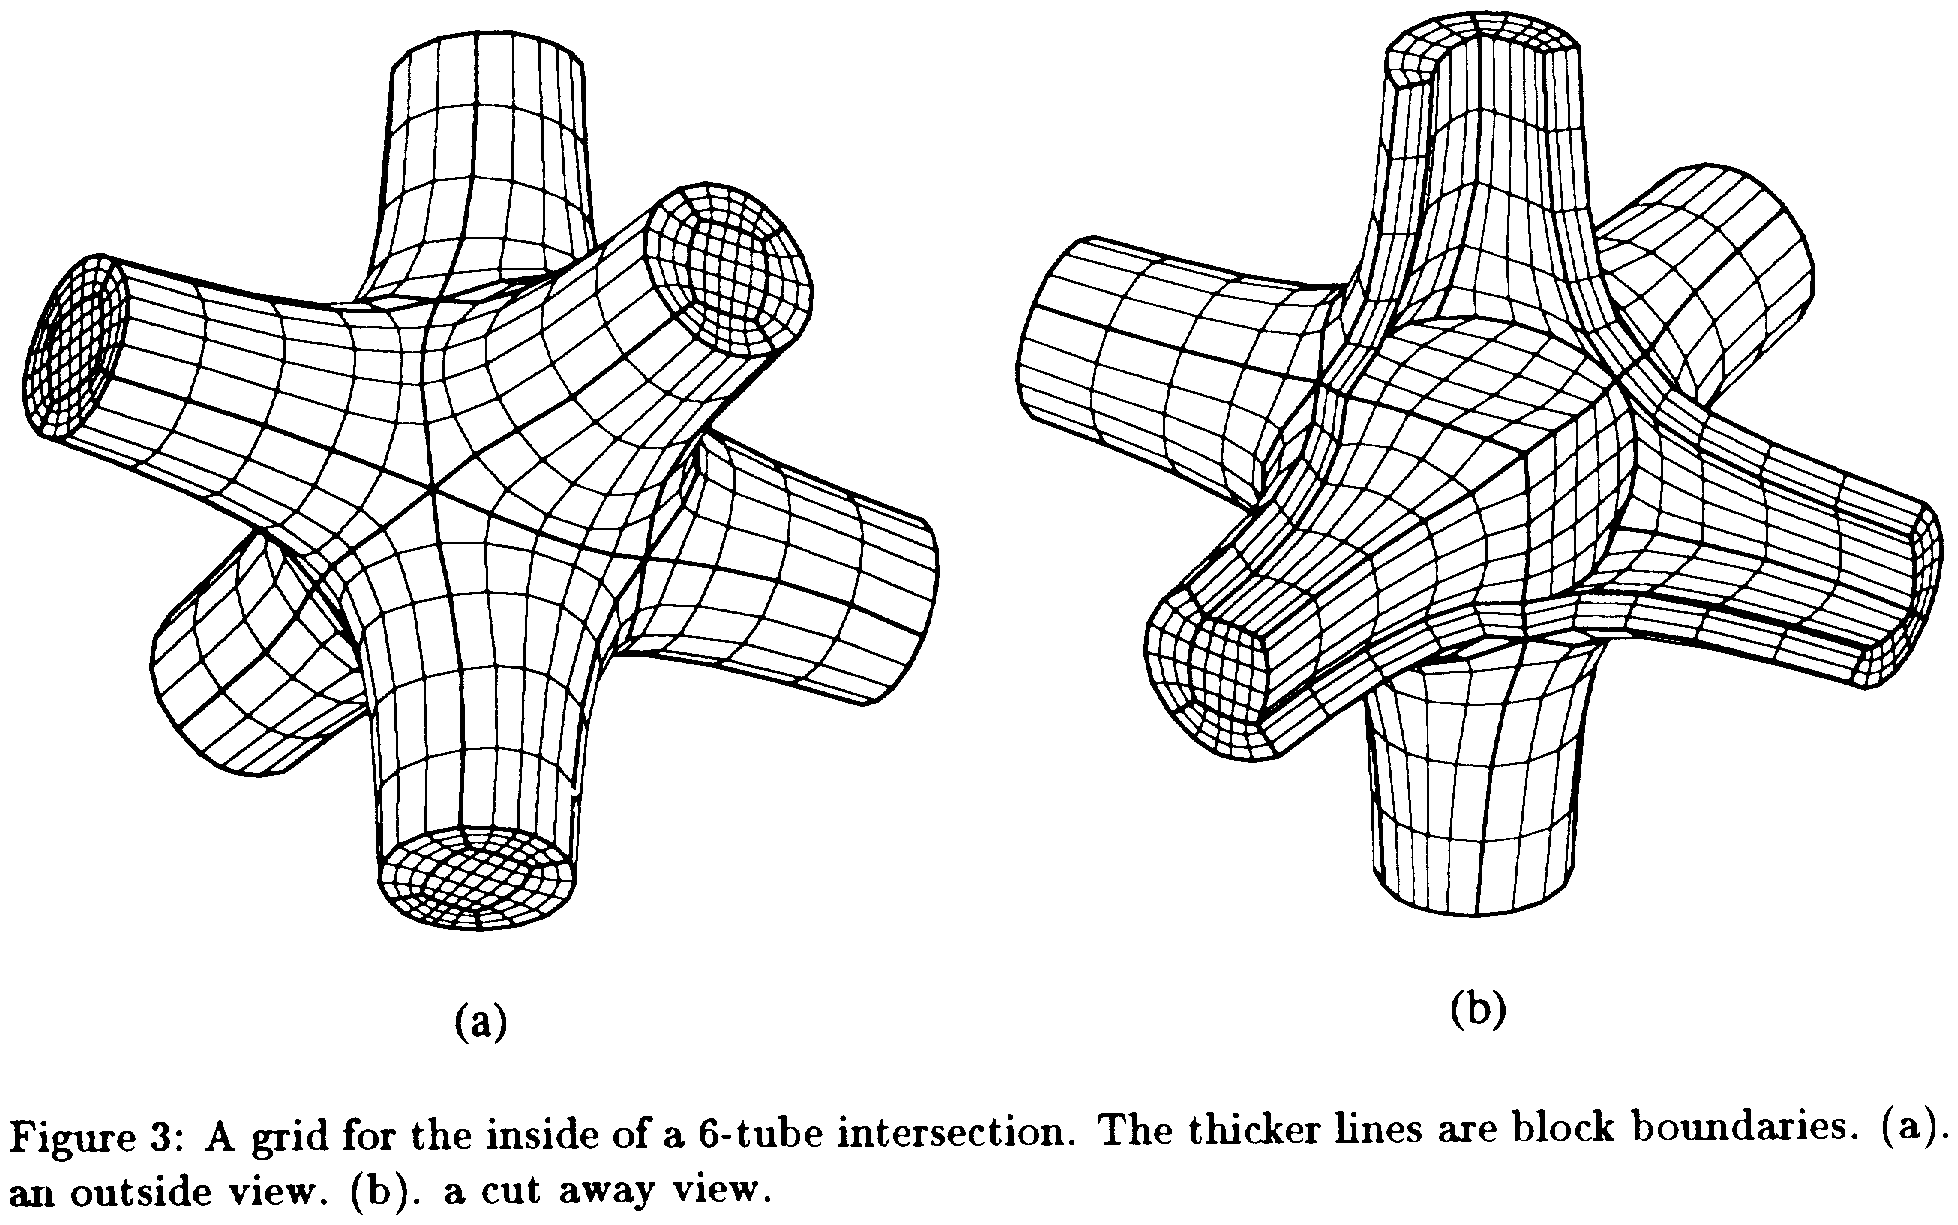 (a)
(b)
Figure 3: A grid for the inside of a 6-tube intersection. The thicker lines are block boundaries. (a).
an outside view. (b). a cut away view.